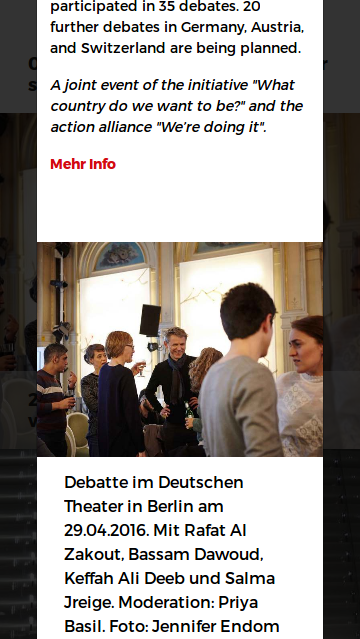 participated in 35 debates. 20
further debates in Germany, Austria,
and Switzerland are being planned.
A joint event of the initiative "What
country do we want to be?" and the
action alliance "We're doing it".
Mehr Info
Debatte im Deutschen
Theater in Berlin am
29.04.2016. Mit Rafat Al
Zakout, Bassam Dawoud,
Keffah Ali Deeb und Salma
Jreige. Moderation: Priya
Basil. Foto: Jennifer Endom